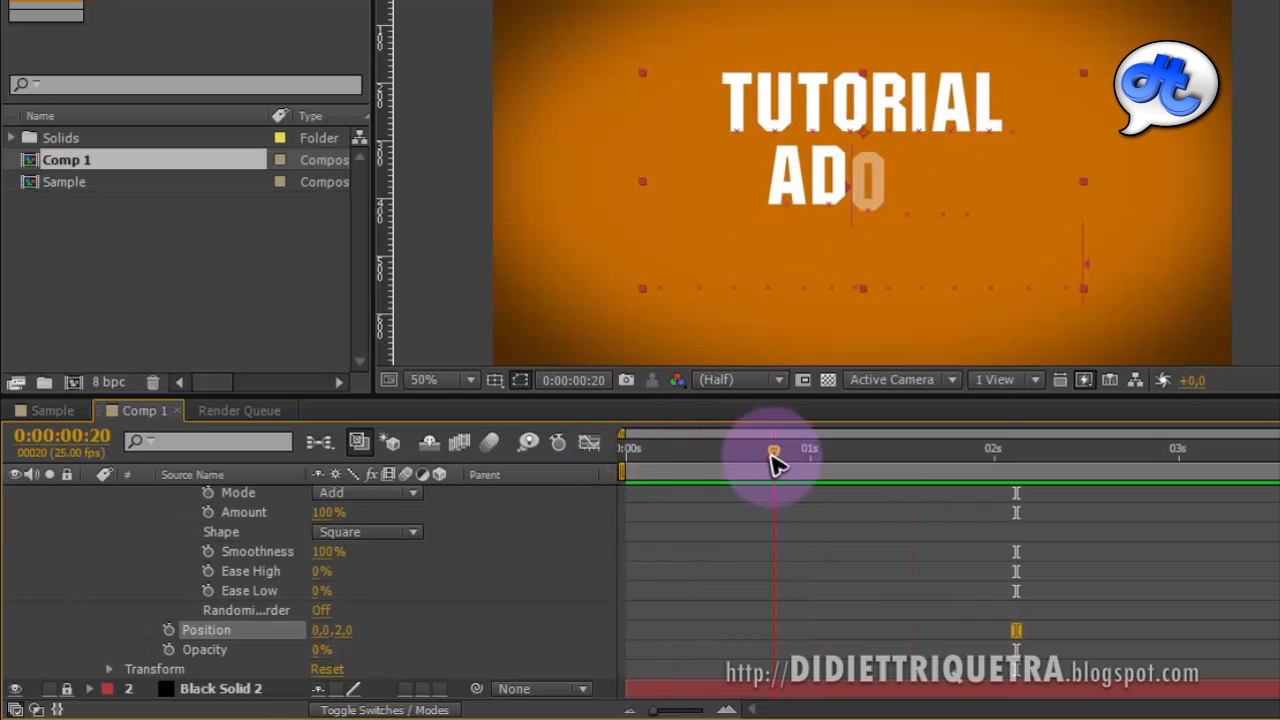 TUTORIAL
ADO
dt
Name Type
Solids Folder
Comp 1 Compos
Sample Compos
8 bpc
50% 0:00:00:20 (Half) Active Camera 1 View +0,0
Sample Comp 1 Render Queue
0:00:00:20
00020 (25.00 fps)
:00s 01s 02s 03s
# Source Name Parent
Mode Add
Amount 100%
Shape Square
Smoothness 100%
Ease High 0%
Ease Low 0%
Randomi...rder Off
Position 0,0,2,0
Opacity 0%
Transform Reset
http://DIDIETTRIQUETRA.blogspot.com
2 Black Solid 2 None
Toggle Switches / Modes